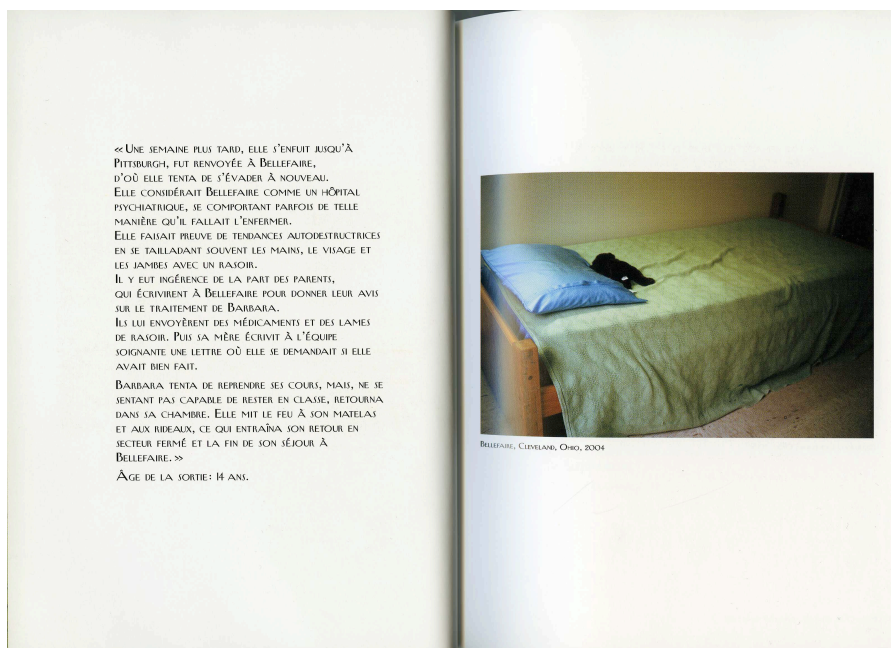 « Une semaine plus tard, elle s'enfuit jusqu'à
Pittsburgh, fut renvoyée à Bellefaire,
d'où elle tenta de s'évader à nouveau.
Elle considérait Bellefaire comme un hôpital
psychiatrique, se comportant parfois de telle
manière qu'il fallait l'enfermer.
Elle faisait preuve de tendances autodestructrices
en se tailladant souvent les mains, le visage et
les jambes avec un rasoir.
Il y eut ingérence de la part des parents,
qui écrivirent à Bellefaire pour donner leur avis
sur le traitement de Barbara.
Ils lui envoyèrent des médicaments et des lames
de rasoir. Puis sa mère écrivit à l'équipe
soignante une lettre où elle se demandait si elle
avait bien fait.
Barbara tenta de reprendre ses cours, mais, ne se
sentant pas capable de rester en classe, retourna
dans sa chambre. Elle mit le feu à son matelas
et aux rideaux, ce qui entraîna son retour en
secteur fermé et la fin de son séjour à
Bellefaire. »
Âge de la sortie : 14 ans.
Bellefaire, Cleveland, Ohio, 2004